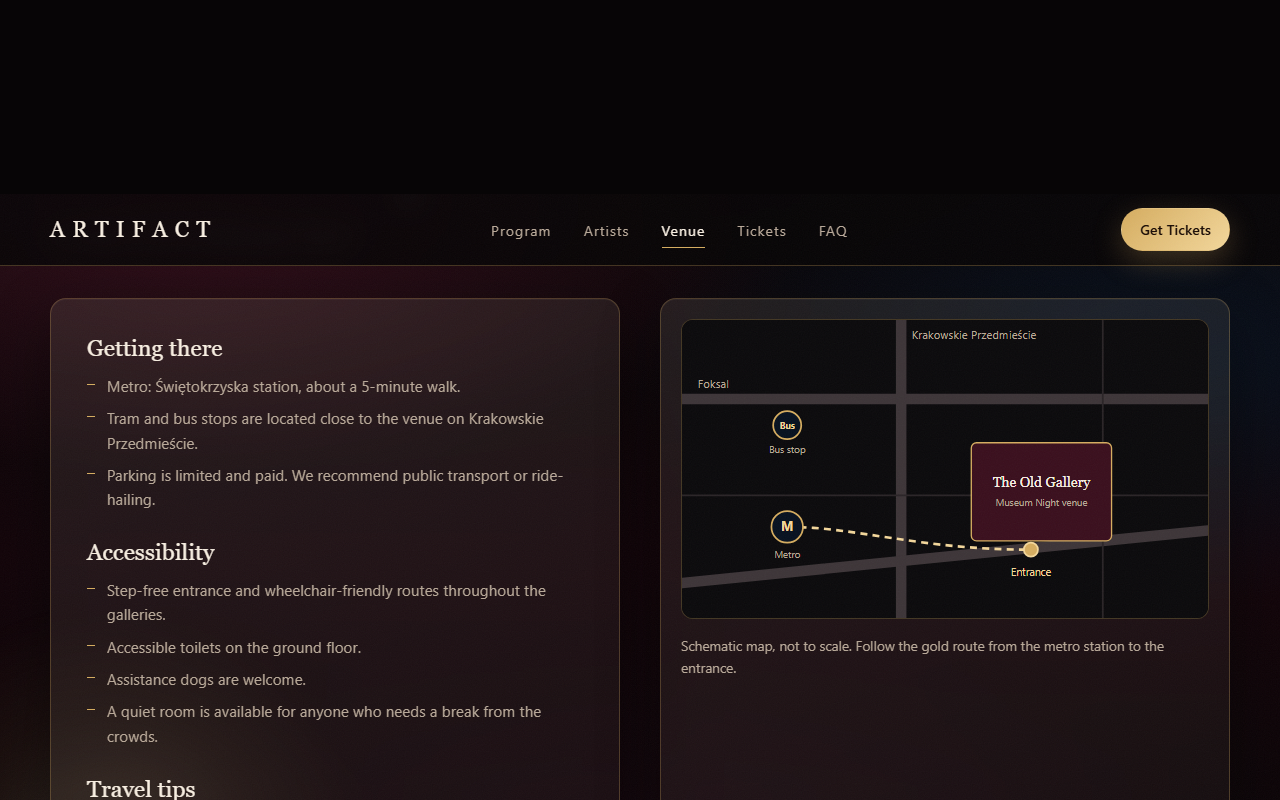 ARTIFACT
Program
Artists
Venue
Tickets
FAQ
Get Tickets
Getting there
Metro: Świętokrzyska station, about a 5-minute walk.
Tram and bus stops are located close to the venue on Krakowskie
Przedmieście.
Parking is limited and paid. We recommend public transport or ride-
hailing.
Accessibility
Step-free entrance and wheelchair-friendly routes throughout the
galleries.
Accessible toilets on the ground floor.
Assistance dogs are welcome.
A quiet room is available for anyone who needs a break from the
crowds.
Travel tips
Krakowskie Przedmieście
Foksal
Bus
Bus stop
The Old Gallery
Museum Night venue
M
Metro
Entrance
Schematic map, not to scale. Follow the gold route from the metro station to the
entrance.